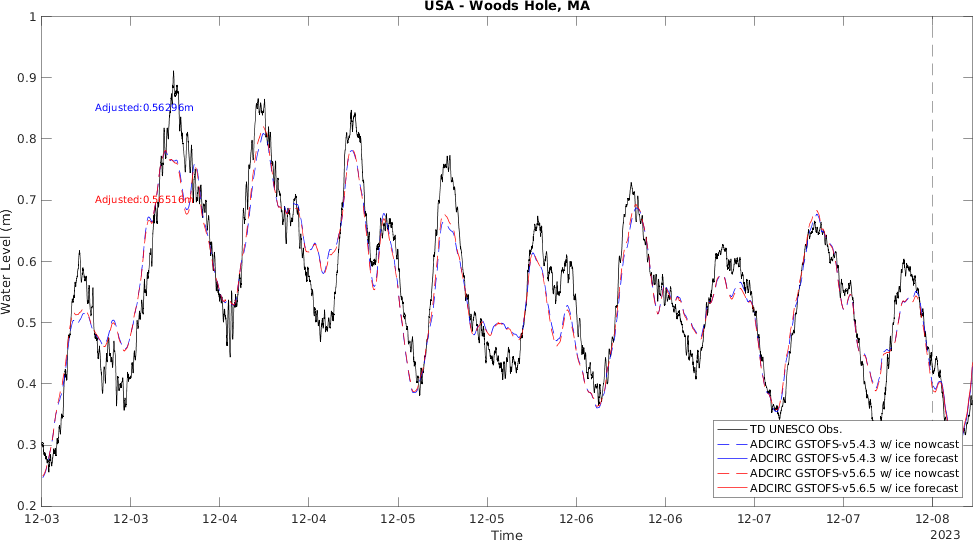 USA - Woods Hole, MA
1
0.9
0.8
0.7
0.6
0.5
0.4
0.3
0.2
Water Level (m)
Adjusted:0.56296m
Adjusted:0.56516m
TD UNESCO Obs.
ADCIRC GSTOFS-v5.4.3 w/ ice nowcast
ADCIRC GSTOFS-v5.4.3 w/ ice forecast
ADCIRC GSTOFS-v5.6.5 w/ ice nowcast
ADCIRC GSTOFS-v5.6.5 w/ ice forecast
12-03 12-03 12-04 12-04 12-05 12-05 12-06 12-06 12-07 12-07 12-08
2023
Time